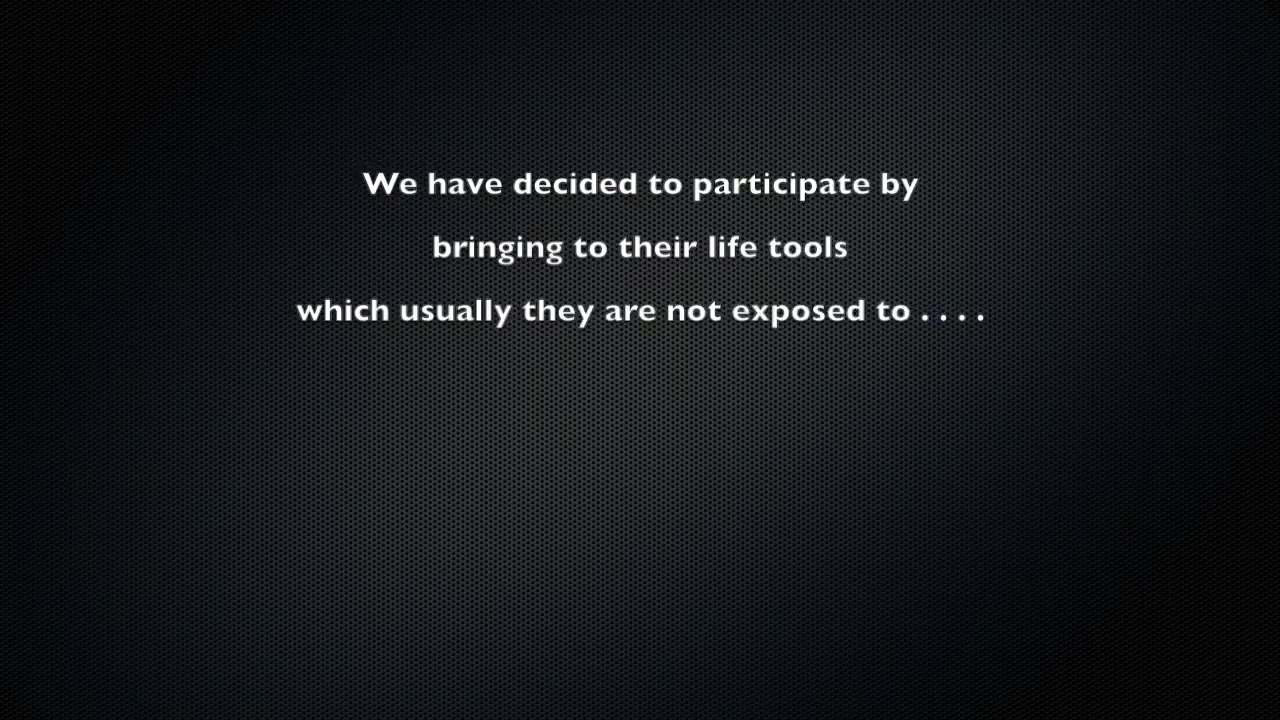 We have decided to participate by
bringing to their life tools
which usually they are not exposed to . . . .